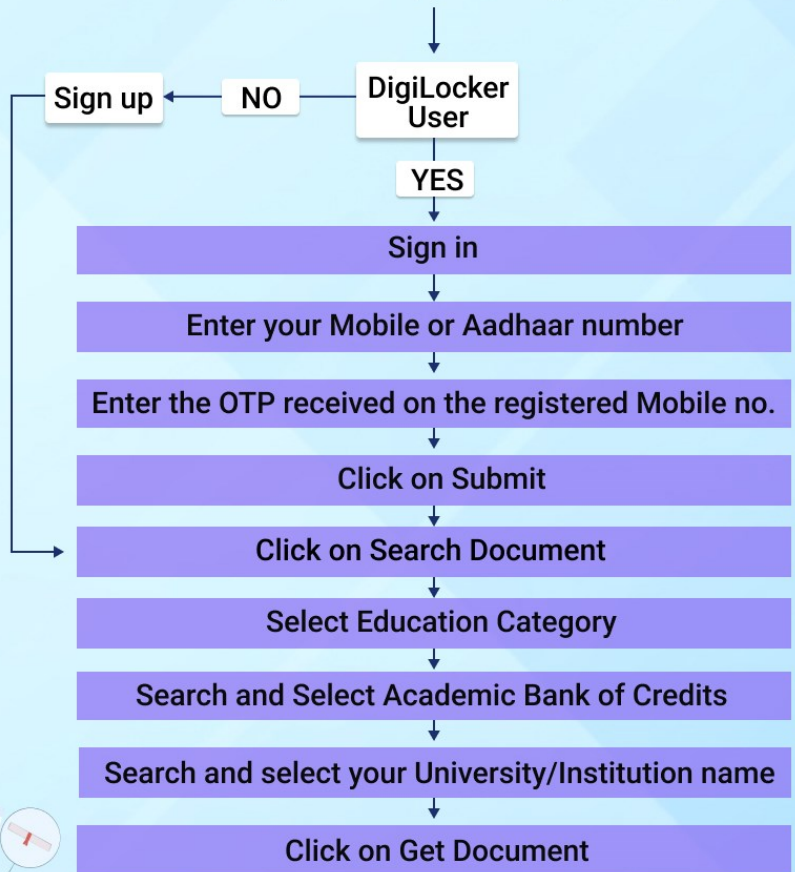 DigiLocker
User
NO
Sign up
YES
Sign in
Enter your Mobile or Aadhaar number
Enter the OTP received on the registered Mobile no.
Click on Submit
Click on Search Document
Select Education Category
Search and Select Academic Bank of Credits
Search and select your University/Institution name
Click on Get Document